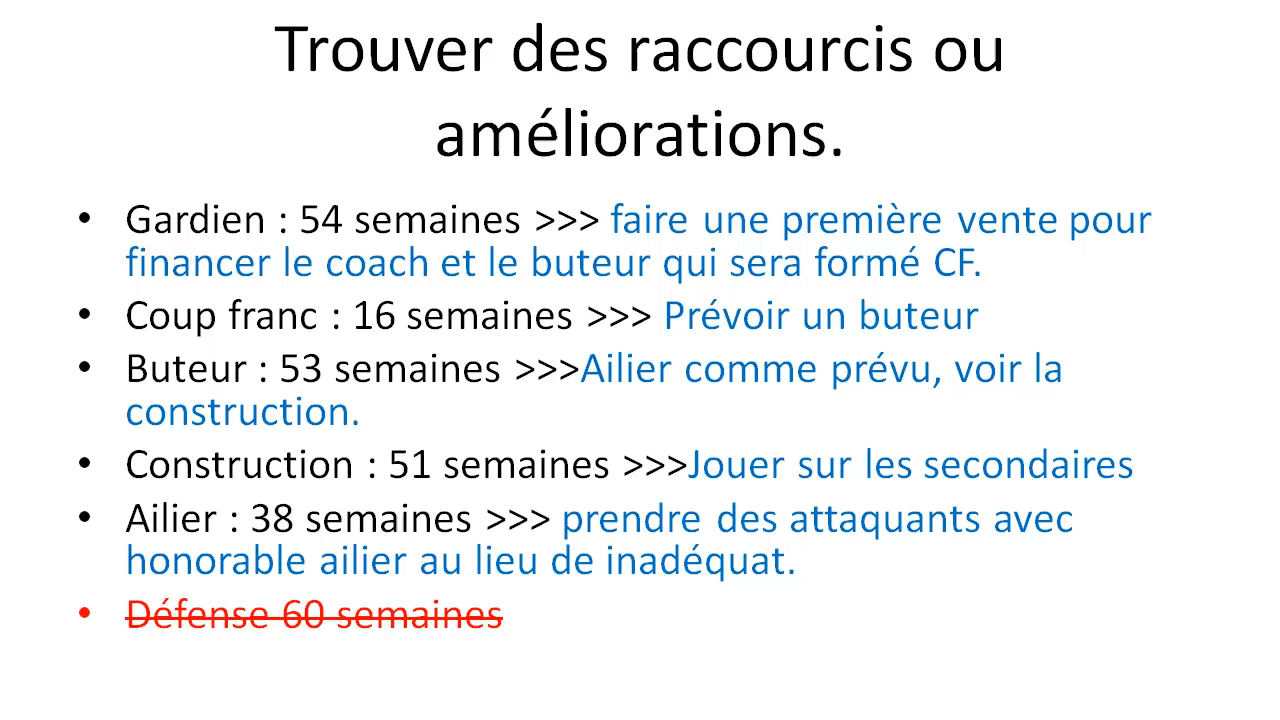 Trouver des raccourcis ou
améliorations.
• Gardien : 54 semaines >>> faire une première vente pour
financer le coach et le buteur qui sera formé CF.
• Coup franc : 16 semaines >>> Prévoir un buteur
• Buteur : 53 semaines >>>Ailier comme prévu, voir la
construction.
• Construction : 51 semaines >>>Jouer sur les secondaires
• Ailier : 38 semaines >>> prendre des attaquants avec
honorable ailier au lieu de inadéquat.
• Défense 60 semaines